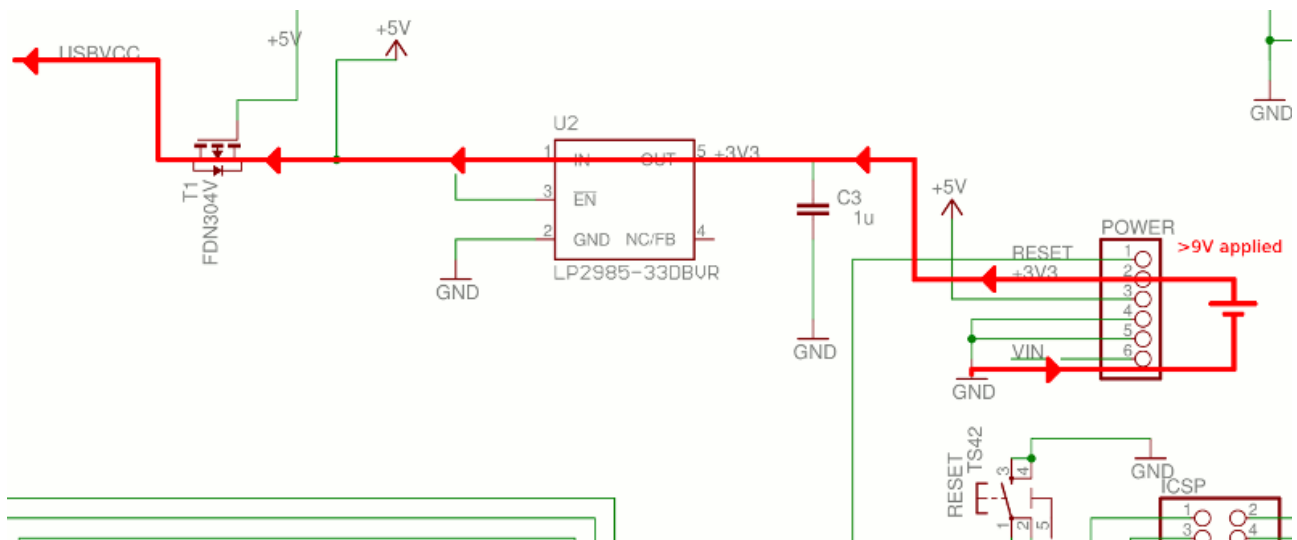 +5V
+5V
USBVCC
GND
U2
1 IN OUT 5 +3V3
3 EN
2 GND NC/FB 4
LP2985-33DBVR
GND
T1
FDN304V
C3
1u
GND
+5V
POWER
>9V applied
RESET 1
+3V3 2
3
4
5
VIN 6
GND
RESET
TS42
3 4
1 2 5
GND
ICSP
1 2
3 4